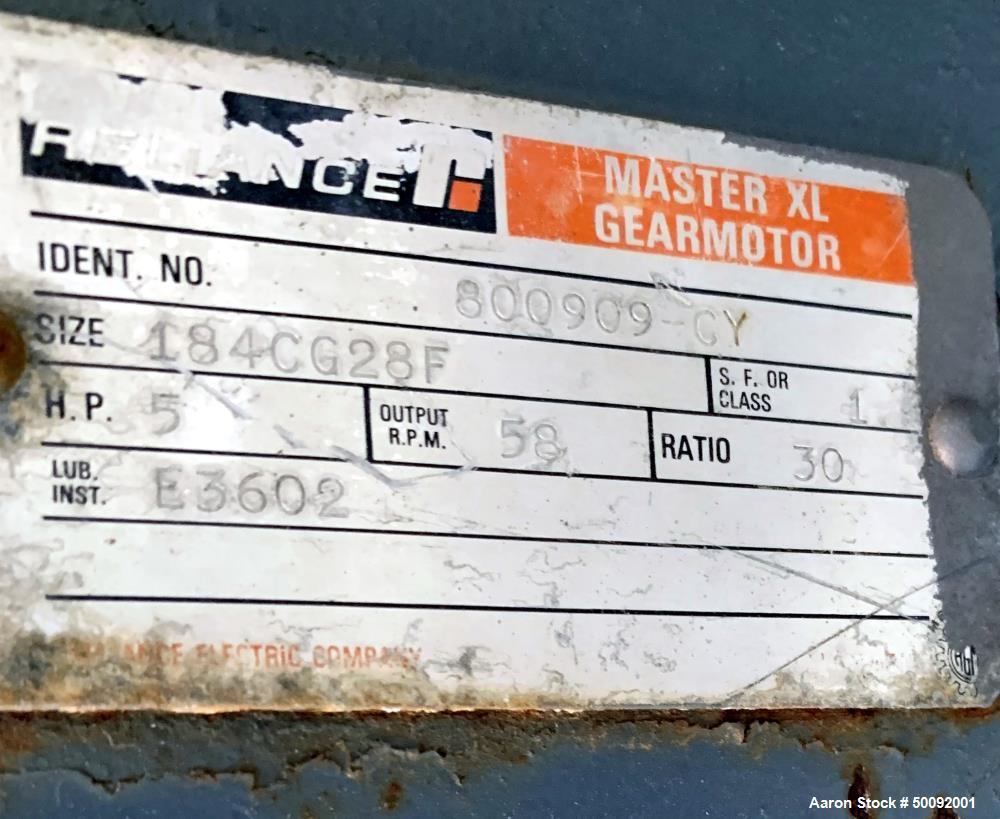 RELIANCE
MASTER XL
GEARMOTOR
IDENT. NO. 800909-CY
SIZE 184CG28F
S. F. OR
CLASS 1
H.P. 5
OUTPUT
R.P.M. 58
RATIO 30
LUB.
INST. E3602
RELIANCE ELECTRIC COMPANY
Aaron Stock # 50092001